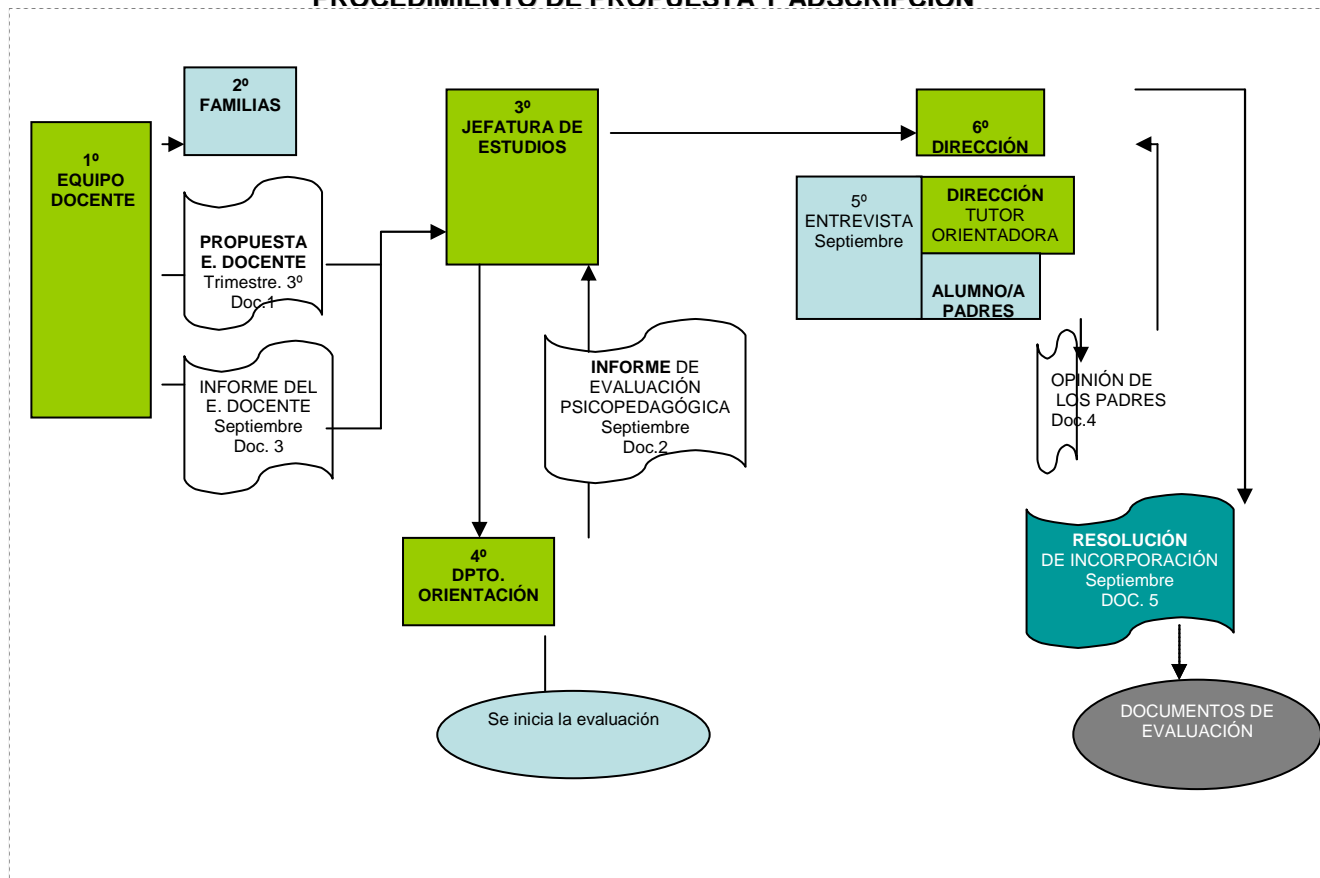 PROCEDIMIENTO DE PROPUESTA Y ADSCRIPCIÓN
1º
EQUIPO
DOCENTE
2º
FAMILIAS
PROPUESTA
E. DOCENTE
Trimestre. 3º
Doc.1
INFORME DEL
E. DOCENTE
Septiembre
Doc. 3
3º
JEFATURA DE
ESTUDIOS
INFORME DE
EVALUACIÓN
PSICOPEDAGÓGICA
Septiembre
Doc.2
4º
DPTO.
ORIENTACIÓN
Se inicia la evaluación
6º
DIRECCIÓN
5º
ENTREVISTA
Septiembre
DIRECCIÓN
TUTOR
ORIENTADORA
ALUMNO/A
PADRES
OPINIÓN DE
LOS PADRES
Doc.4
RESOLUCIÓN
DE INCORPORACIÓN
Septiembre
DOC. 5
DOCUMENTOS DE
EVALUACIÓN